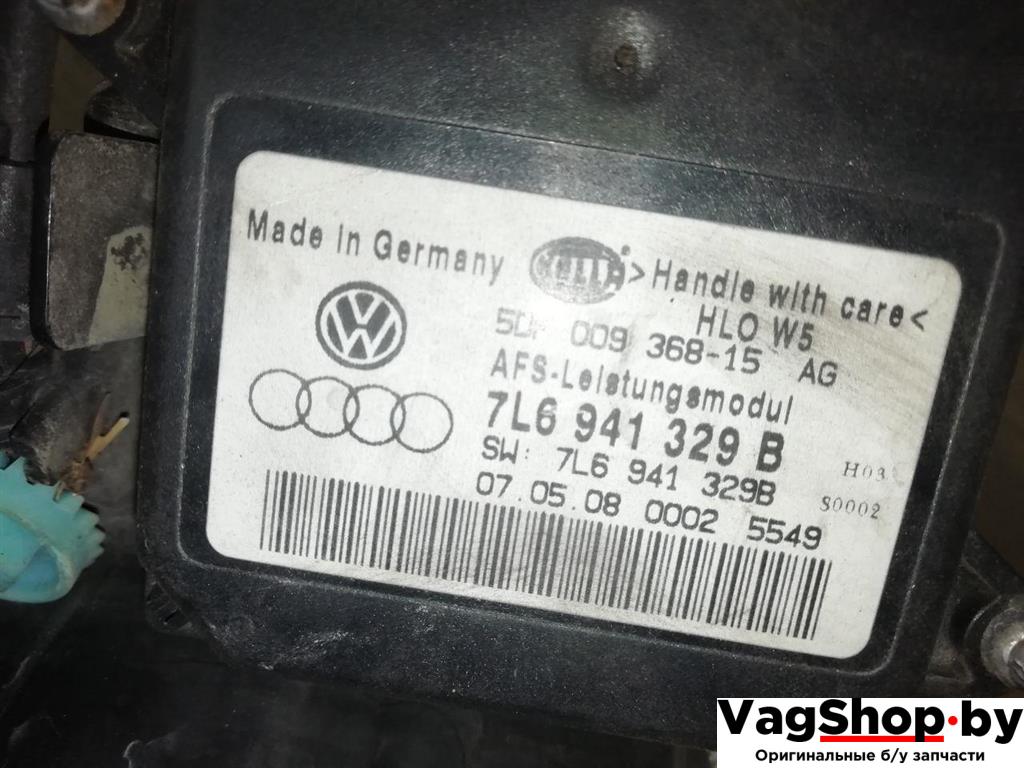 Made in Germany HELLA >Handle with care<
HLO W5
009 368-15 AG
AFS-Leistungsmodul
7L6 941 329 B
SW: 7L6 941 329B H03
07.05.08 0002 5549 S0002
VagShop.by
Оригинальные б/у запчасти